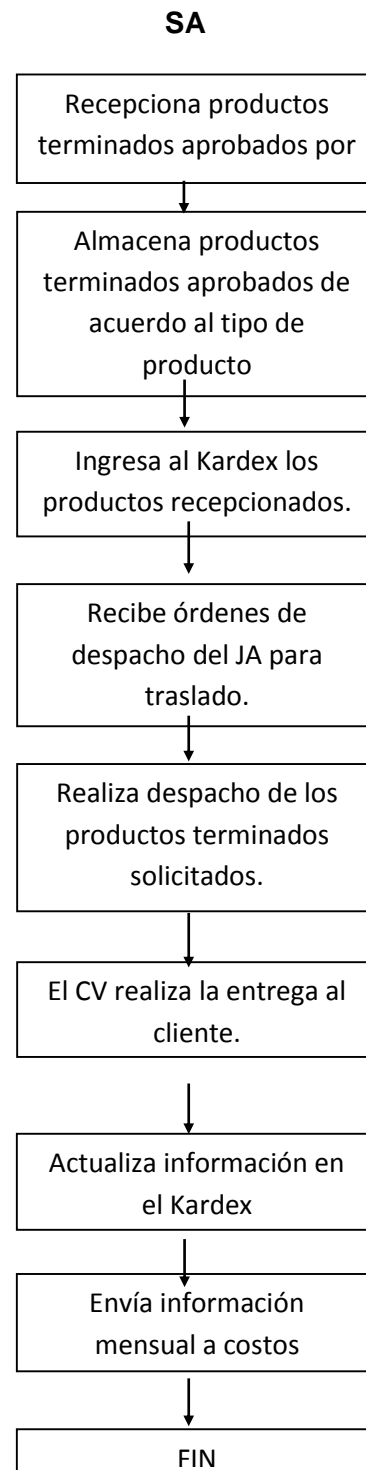 SA
Recepciona productos
terminados aprobados por
Almacena productos
terminados aprobados de
acuerdo al tipo de
producto
Ingresa al Kardex los
productos recepcionados.
Recibe órdenes de
despacho del JA para
traslado.
Realiza despacho de los
productos terminados
solicitados.
El CV realiza la entrega al
cliente.
Actualiza información en
el Kardex
Envía información
mensual a costos
FIN